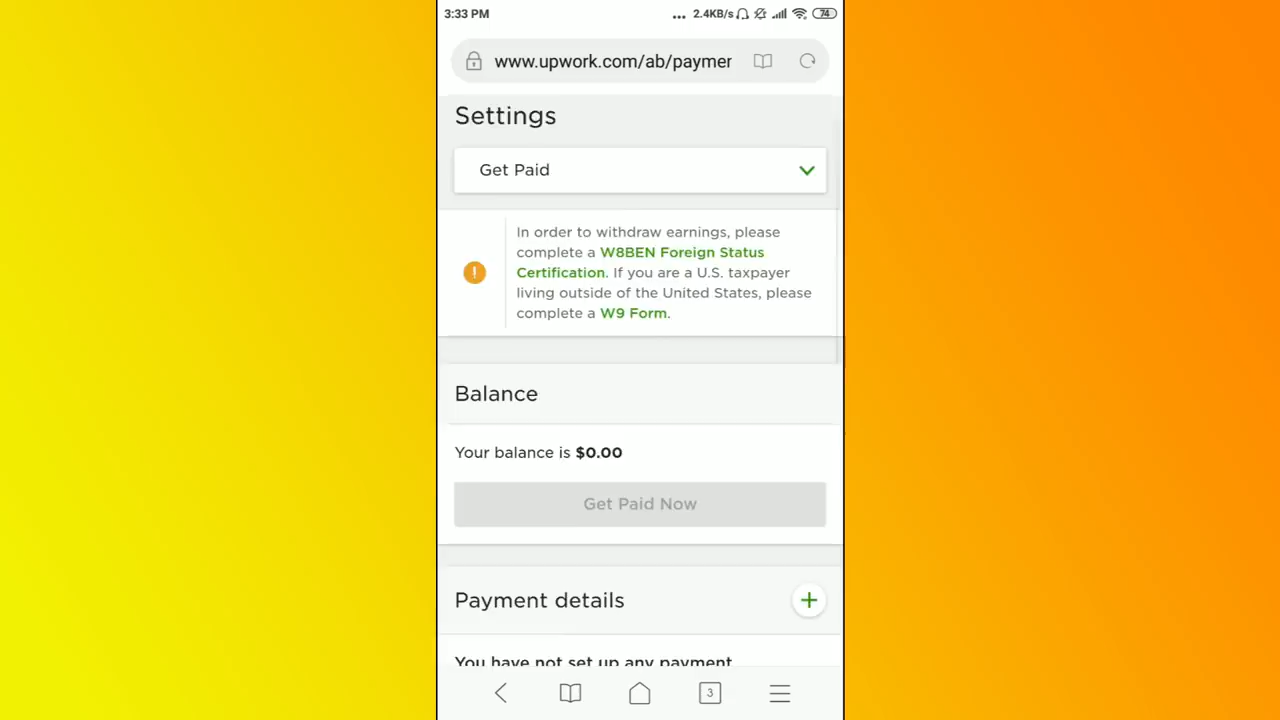 3:33 PM ... 2.4KB/s 74
www.upwork.com/ab/paymer
Settings
Get Paid
In order to withdraw earnings, please
complete a W8BEN Foreign Status
Certification. If you are a U.S. taxpayer
living outside of the United States, please
complete a W9 Form.
Balance
Your balance is $0.00
Get Paid Now
Payment details
You have not set up any payment
3